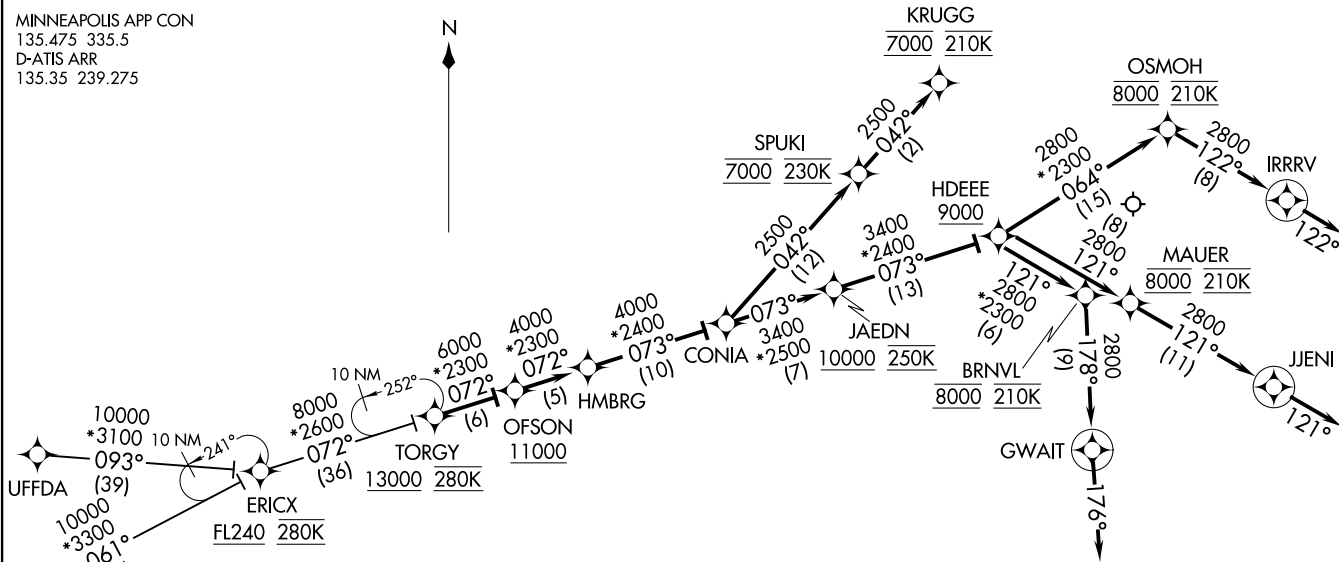 MINNEAPOLIS APP CON
135.475 335.5
D-ATIS ARR
135.35 239.275
N
KRUGG
7000 210K
2500
042°
(2)
SPUKI
7000 230K
2500
042°
(12)
OSMOH
8000 210K
2800
122°
(8)
IRRRV
122°
HDEEE
9000
2800
*2300
064°
(15)
(8)
2800
121°
MAUER
8000 210K
2800
121°
(11)
JJENI
121°
121°
2800
*2300
(6)
BRNVL
8000 210K
2800
178°
(9)
GWAIT
176°
3400
*2400
073°
(13)
JAEDN
10000 250K
073°
3400
*2500
(7)
CONIA
4000
*2400
073°
(10)
HMBRG
4000
*2300
072°
(5)
OFSON
11000
6000
*2300
072°
(6)
10 NM
252°
TORGY
13000 280K
8000
*2600
072°
(36)
10 NM
241°
ERICX
FL240 280K
10000
*3100
093°
(39)
UFFDA
10000
*3300
061°